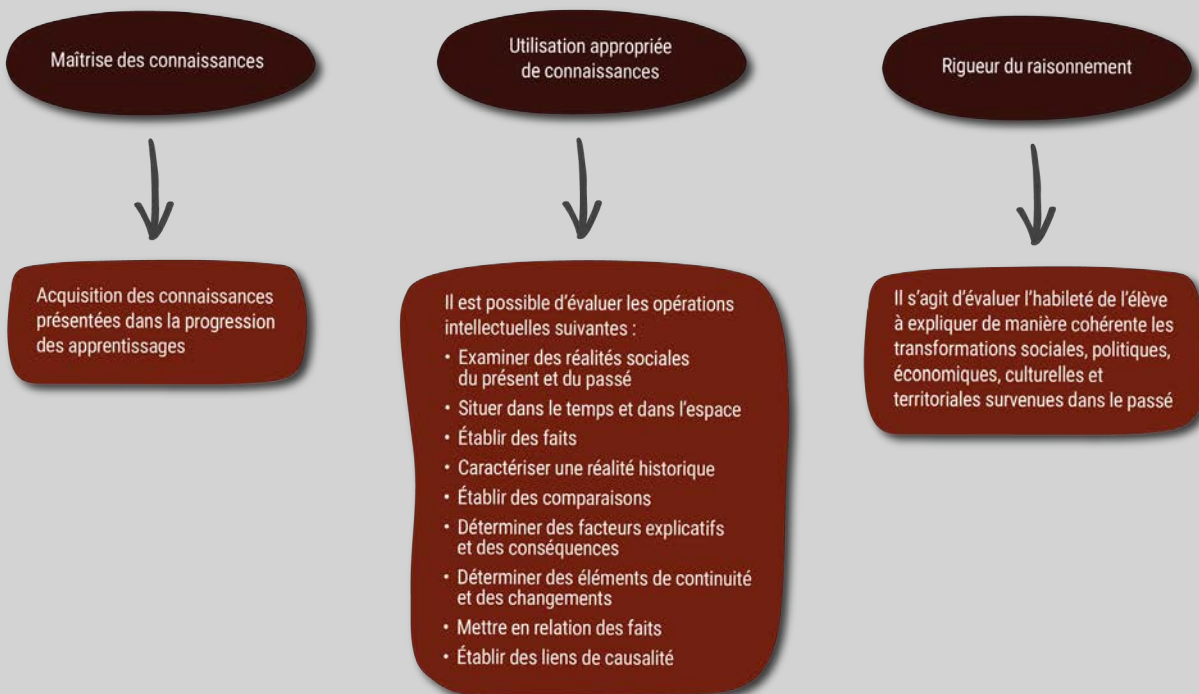 Maîtrise des connaissances
Acquisition des connaissances
présentées dans la progression
des apprentissages
Utilisation appropriée
de connaissances
Il est possible d'évaluer les opérations
intellectuelles suivantes :
• Examiner des réalités sociales
du présent et du passé
• Situer dans le temps et dans l'espace
• Établir des faits
• Caractériser une réalité historique
• Établir des comparaisons
• Déterminer des facteurs explicatifs
et des conséquences
• Déterminer des éléments de continuité
et des changements
• Mettre en relation des faits
• Établir des liens de causalité
Rigueur du raisonnement
Il s'agit d'évaluer l'habileté de l'élève
à expliquer de manière cohérente les
transformations sociales, politiques,
économiques, culturelles et
territoriales survenues dans le passé